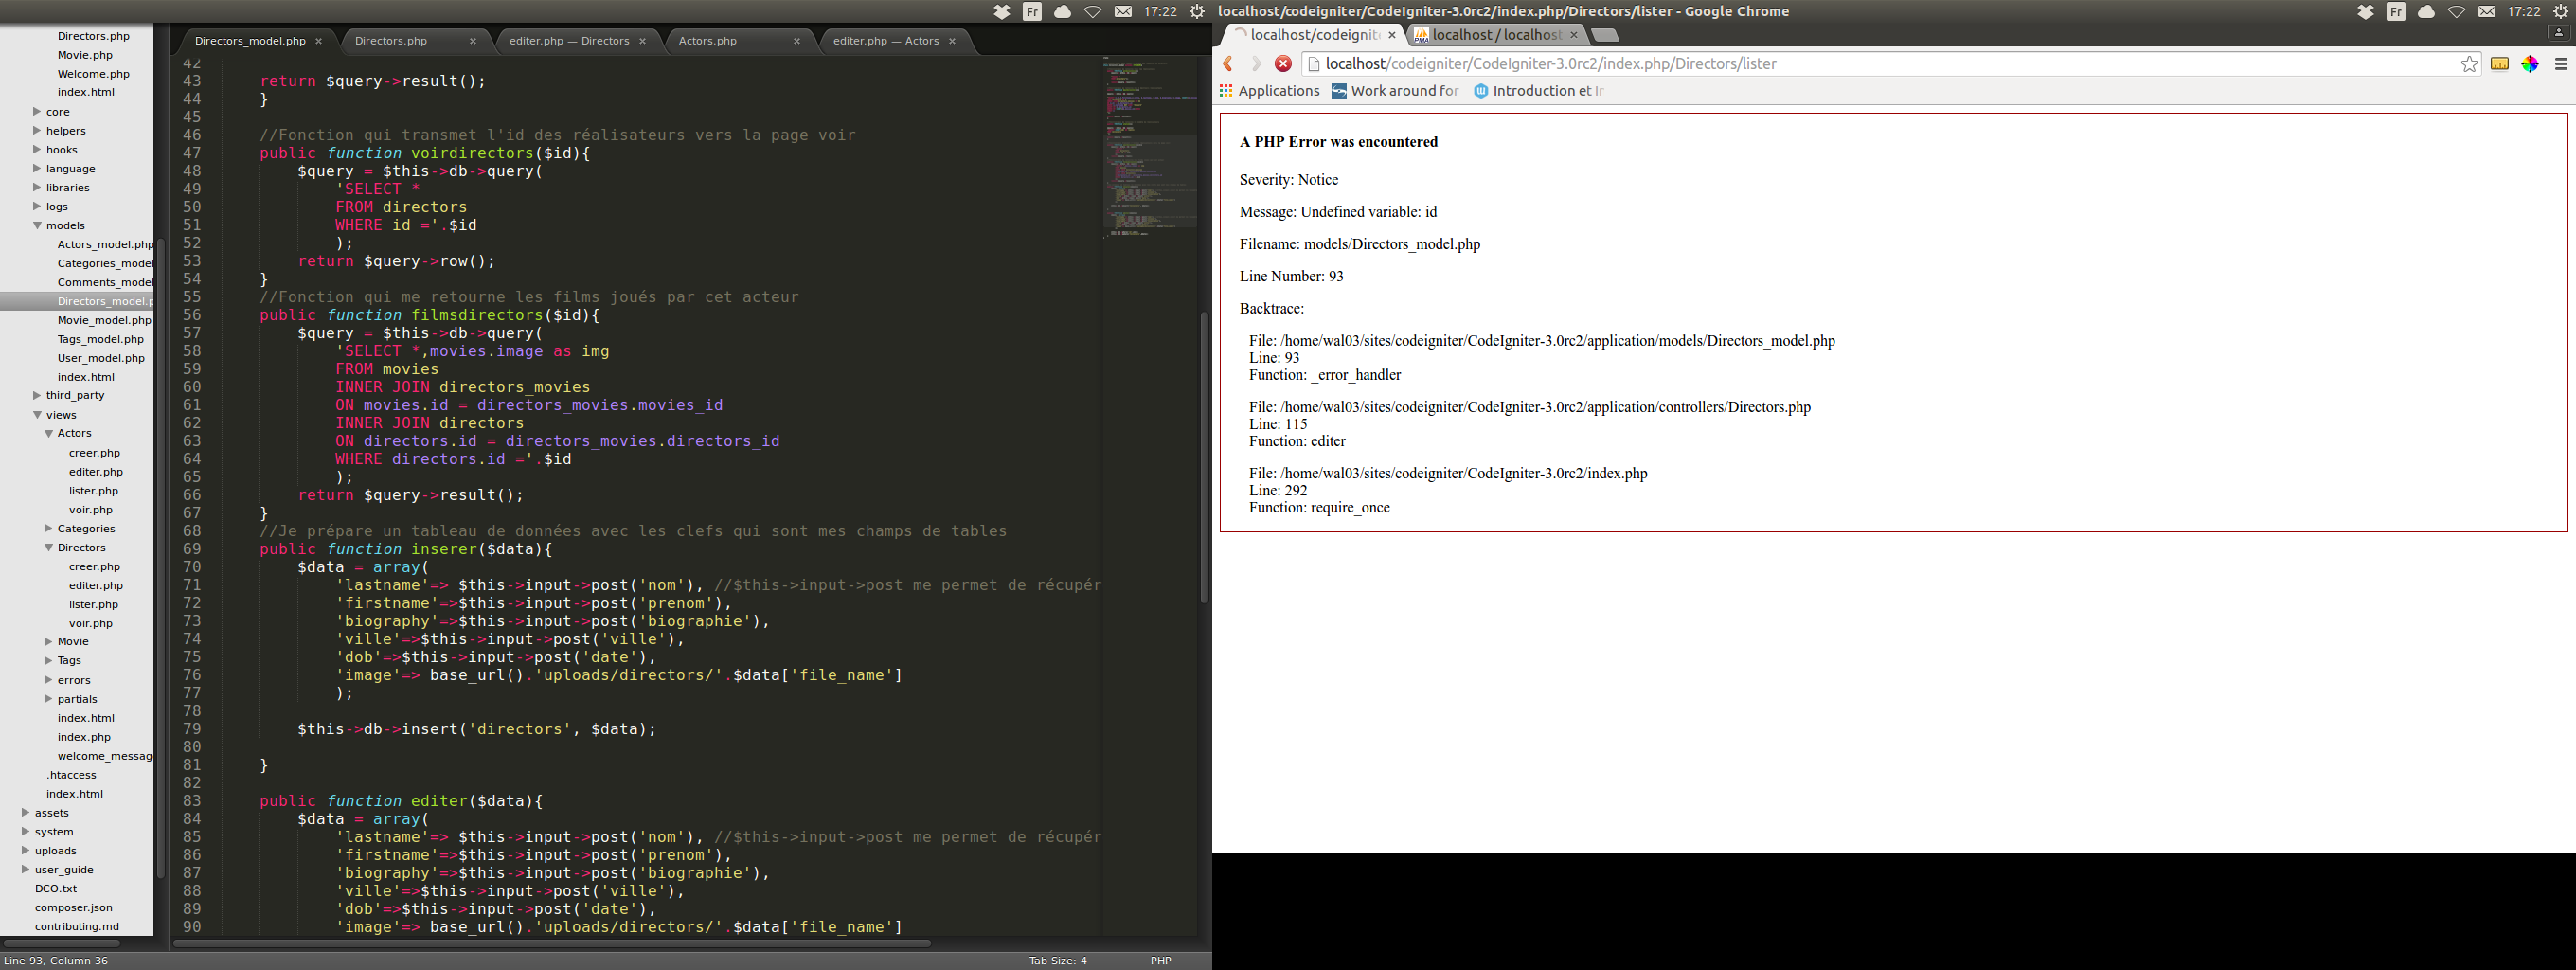 Fr
17:22
Directors.php
Movie.php
Welcome.php
index.html
core
helpers
hooks
language
libraries
logs
models
Actors_model.php
Categories_model
Comments_model
Directors_model.p
Movie_model.php
Tags_model.php
User_model.php
index.html
third_party
views
Actors
creer.php
editer.php
lister.php
voir.php
Categories
Directors
creer.php
editer.php
lister.php
voir.php
Movie
Tags
errors
partials
index.html
index.php
welcome_messag
.htaccess
index.html
assets
system
uploads
user_guide
DCO.txt
composer.json
contributing.md
Directors_model.php × Directors.php × editer.php — Directors × Actors.php × editer.php — Actors ×
42
43 return $query->result();
44 }
45
46 //Fonction qui transmet l'id des réalisateurs vers la page voir
47 public function voirdirectors($id){
48 $query = $this->db->query(
49 'SELECT *
50 FROM directors
51 WHERE id ='.$id
52 );
53 return $query->row();
54 }
55 //Fonction qui me retourne les films joués par cet acteur
56 public function filmsdirectors($id){
57 $query = $this->db->query(
58 'SELECT *,movies.image as img
59 FROM movies
60 INNER JOIN directors_movies
61 ON movies.id = directors_movies.movies_id
62 INNER JOIN directors
63 ON directors.id = directors_movies.directors_id
64 WHERE directors.id ='.$id
65 );
66 return $query->result();
67 }
68 //Je prépare un tableau de données avec les clefs qui sont mes champs de tables
69 public function inserer($data){
70 $data = array(
71 'lastname'=> $this->input->post('nom'), //$this->input->post me permet de récupér
72 'firstname'=>$this->input->post('prenom'),
73 'biography'=>$this->input->post('biographie'),
74 'ville'=>$this->input->post('ville'),
75 'dob'=>$this->input->post('date'),
76 'image'=> base_url().'uploads/directors/'.$data['file_name']
77 );
78
79 $this->db->insert('directors', $data);
80
81 }
82
83 public function editer($data){
84 $data = array(
85 'lastname'=> $this->input->post('nom'), //$this->input->post me permet de récupér
86 'firstname'=>$this->input->post('prenom'),
87 'biography'=>$this->input->post('biographie'),
88 'ville'=>$this->input->post('ville'),
89 'dob'=>$this->input->post('date'),
90 'image'=> base_url().'uploads/directors/'.$data['file_name']
Line 93, Column 36
Tab Size: 4
PHP
localhost/codeigniter/CodeIgniter-3.0rc2/index.php/Directors/lister - Google Chrome
Fr
17:22
localhost/codeignit × PMA localhost / localhost ×
localhost/codeigniter/CodeIgniter-3.0rc2/index.php/Directors/lister
Applications Work around for Introduction et In
A PHP Error was encountered
Severity: Notice
Message: Undefined variable: id
Filename: models/Directors_model.php
Line Number: 93
Backtrace:
File: /home/wal03/sites/codeigniter/CodeIgniter-3.0rc2/application/models/Directors_model.php
Line: 93
Function: _error_handler
File: /home/wal03/sites/codeigniter/CodeIgniter-3.0rc2/application/controllers/Directors.php
Line: 115
Function: editer
File: /home/wal03/sites/codeigniter/CodeIgniter-3.0rc2/index.php
Line: 292
Function: require_once